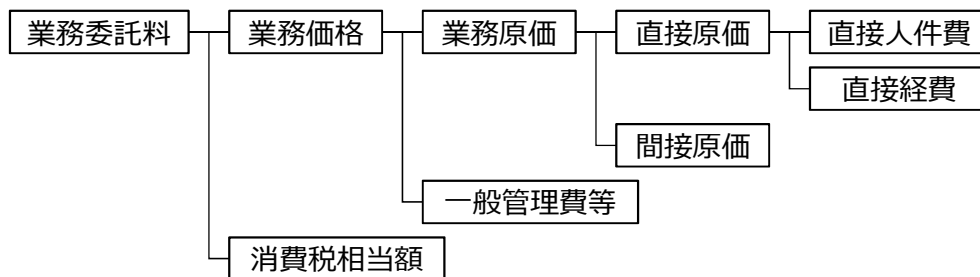 業務委託料
業務価格
業務原価
直接原価
直接人件費
直接経費
間接原価
一般管理費等
消費税相当額